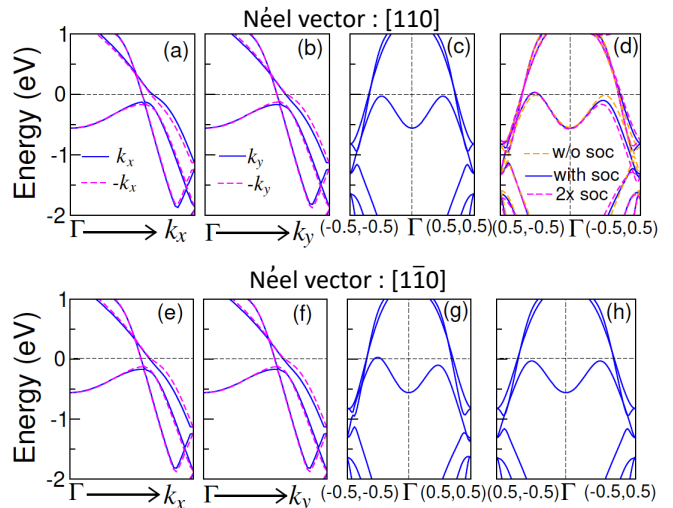 Néel vector : [110]
Energy (eV)
1
0
-1
-2
(a)
k_x
-k_x
(b)
k_y
-k_y
(c)
(d)
w/o soc
with soc
2x soc
Γ k_x
Γ k_y
(-0.5,-0.5) Γ (0.5,0.5)
(0.5,-0.5) Γ (-0.5,0.5)
Néel vector : [11̄0]
Energy (eV)
1
0
-1
-2
(e)
(f)
(g)
(h)
Γ k_x
Γ k_y
(-0.5,-0.5) Γ (0.5,0.5)
(0.5,-0.5) Γ (-0.5,0.5)